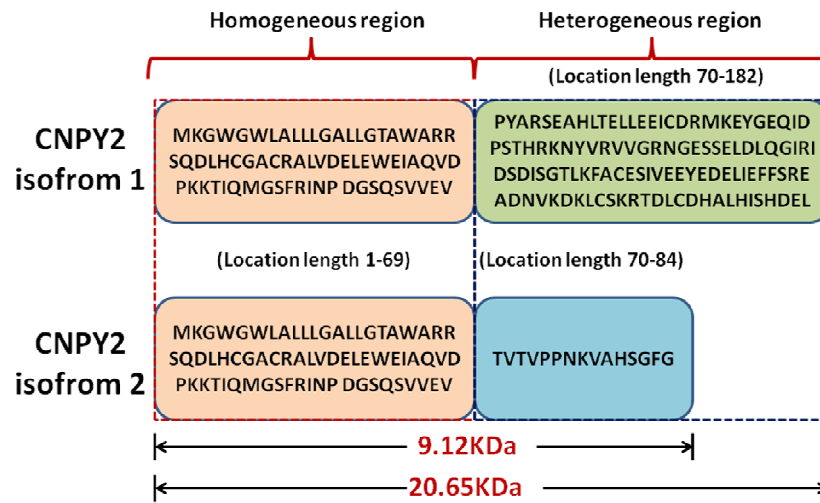 Homogeneous region
Heterogeneous region
(Location length 70-182)
CNPY2
isofrom 1
MKGWGWLALLLGALLGTAWARR
SQDLHCGACRALVDELEWEIAQVD
PKKTIQMGSFRINP DGSQSVVEV
PYARSEAHLTELLEEICDRMKEYGEQID
PSTHRKNYVRVVGRNGESSELDLQGIRI
DSDISGTLKFACESIVEEYEDELIEFFSRE
ADNVKDKLCSKRTDLCDHALHISHDEL
(Location length 1-69)
(Location length 70-84)
CNPY2
isofrom 2
MKGWGWLALLLGALLGTAWARR
SQDLHCGACRALVDELEWEIAQVD
PKKTIQMGSFRINP DGSQSVVEV
TVTVPPNKVAHSGFG
9.12KDa
20.65KDa